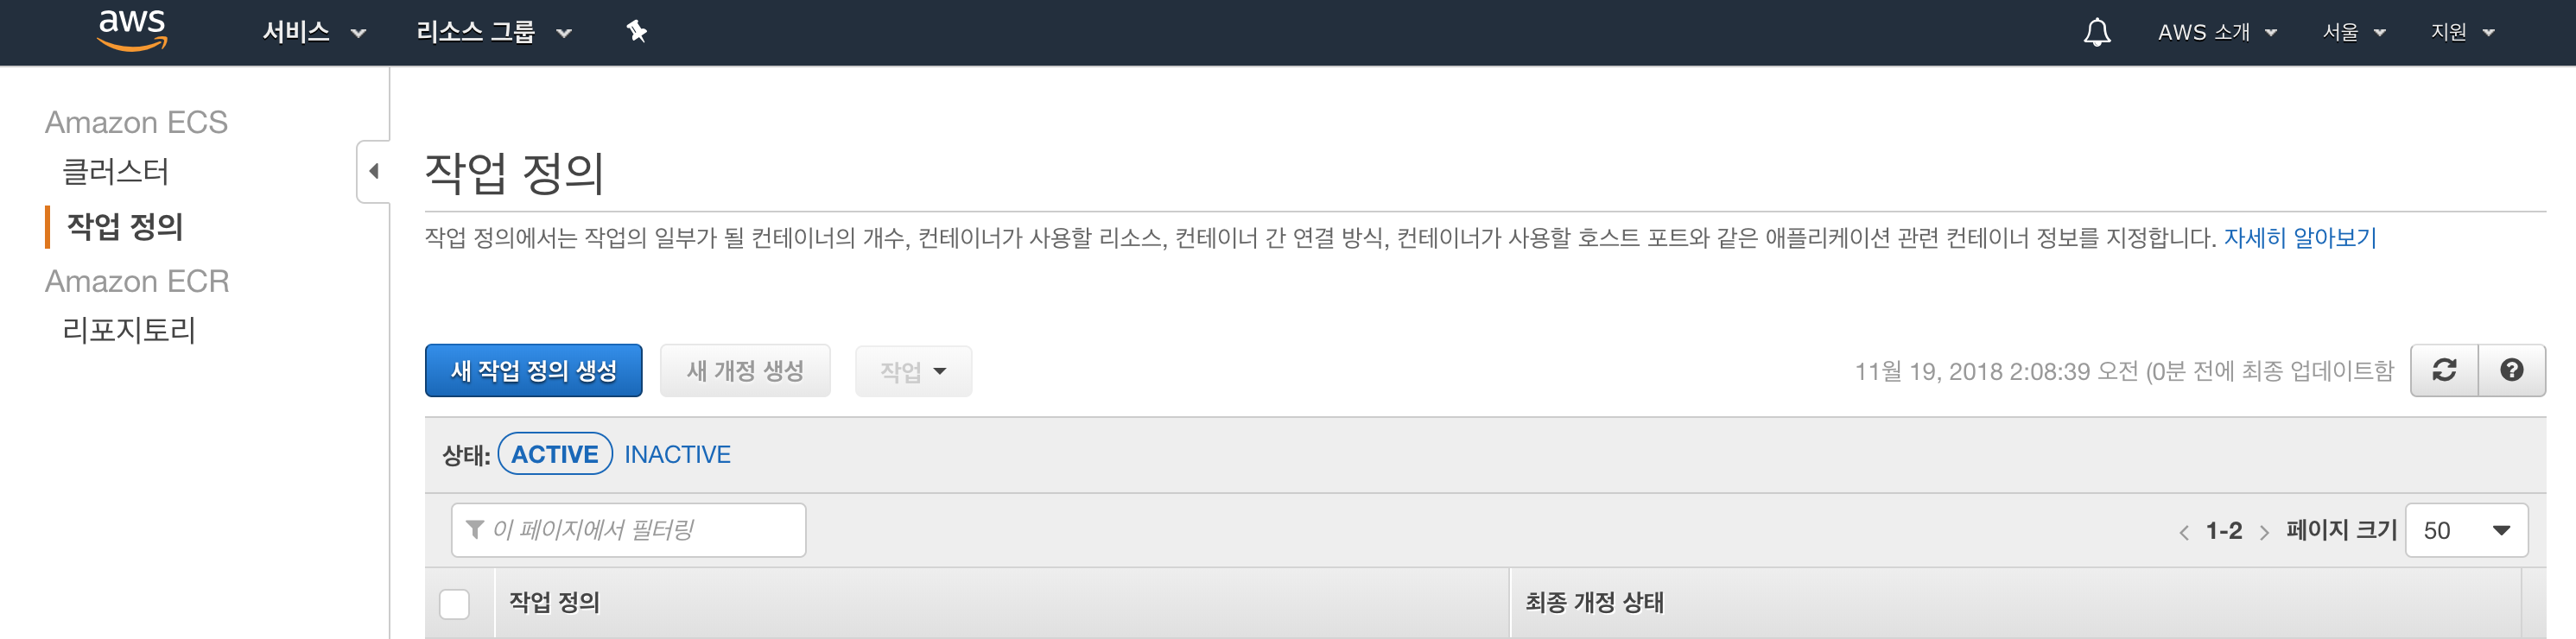 aws 서비스 리소스 그룹 AWS 소개 서울 지원
Amazon ECS
클러스터
작업 정의
Amazon ECR
리포지토리
작업 정의
작업 정의에서는 작업의 일부가 될 컨테이너의 개수, 컨테이너가 사용할 리소스, 컨테이너 간 연결 방식, 컨테이너가 사용할 호스트 포트와 같은 애플리케이션 관련 컨테이너 정보를 지정합니다. 자세히 알아보기
새 작업 정의 생성 새 개정 생성 작업 11월 19, 2018 2:08:39 오전 (0분 전에 최종 업데이트함
상태: ACTIVE INACTIVE
이 페이지에서 필터링 < 1-2 > 페이지 크기 50
작업 정의 최종 개정 상태